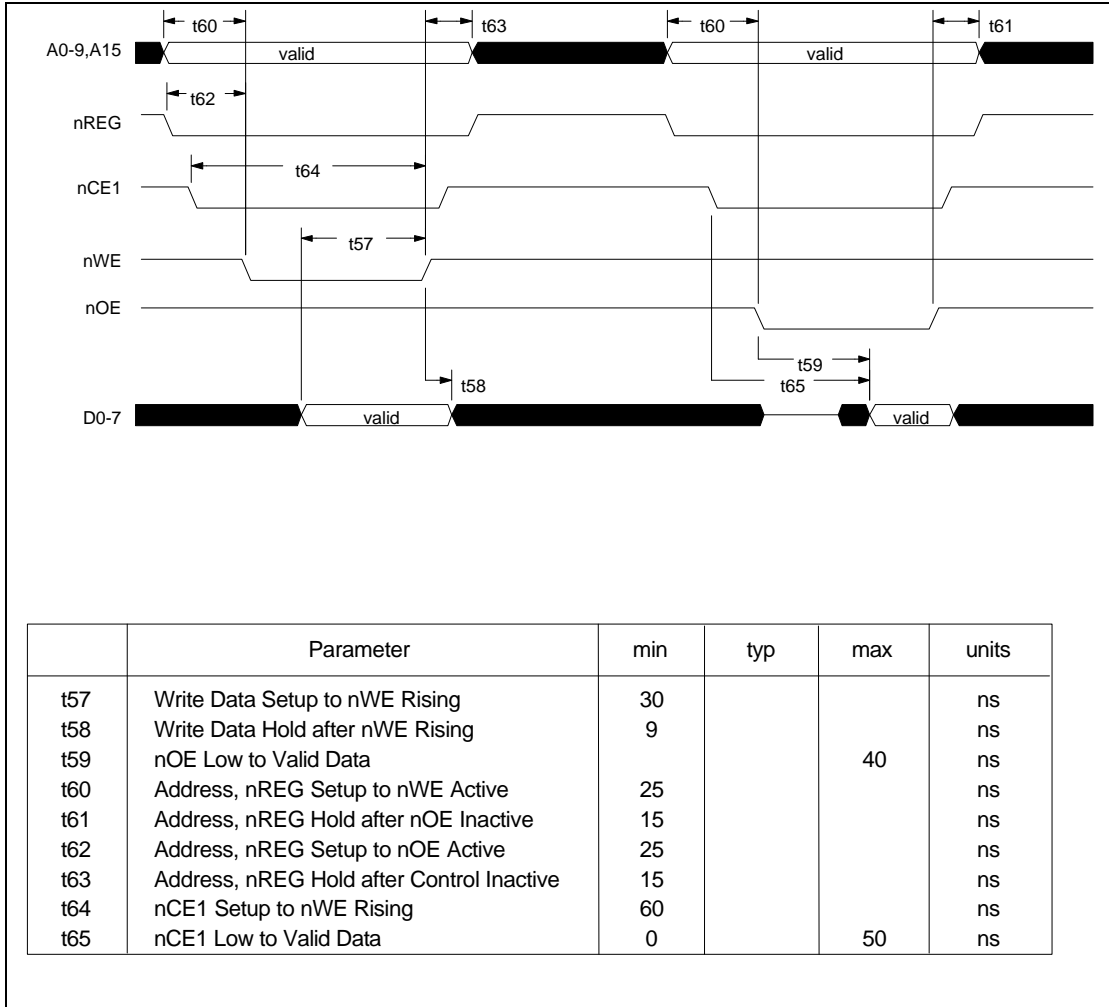 t60 t63 t60 t61
A0-9,A15 valid valid
t62
nREG
t64
nCE1
t57
nWE
nOE
t59
t65
t58
D0-7 valid valid
Parameter min typ max units
t57 Write Data Setup to nWE Rising 30 ns
t58 Write Data Hold after nWE Rising 9 ns
t59 nOE Low to Valid Data 40 ns
t60 Address, nREG Setup to nWE Active 25 ns
t61 Address, nREG Hold after nOE Inactive 15 ns
t62 Address, nREG Setup to nOE Active 25 ns
t63 Address, nREG Hold after Control Inactive 15 ns
t64 nCE1 Setup to nWE Rising 60 ns
t65 nCE1 Low to Valid Data 0 50 ns